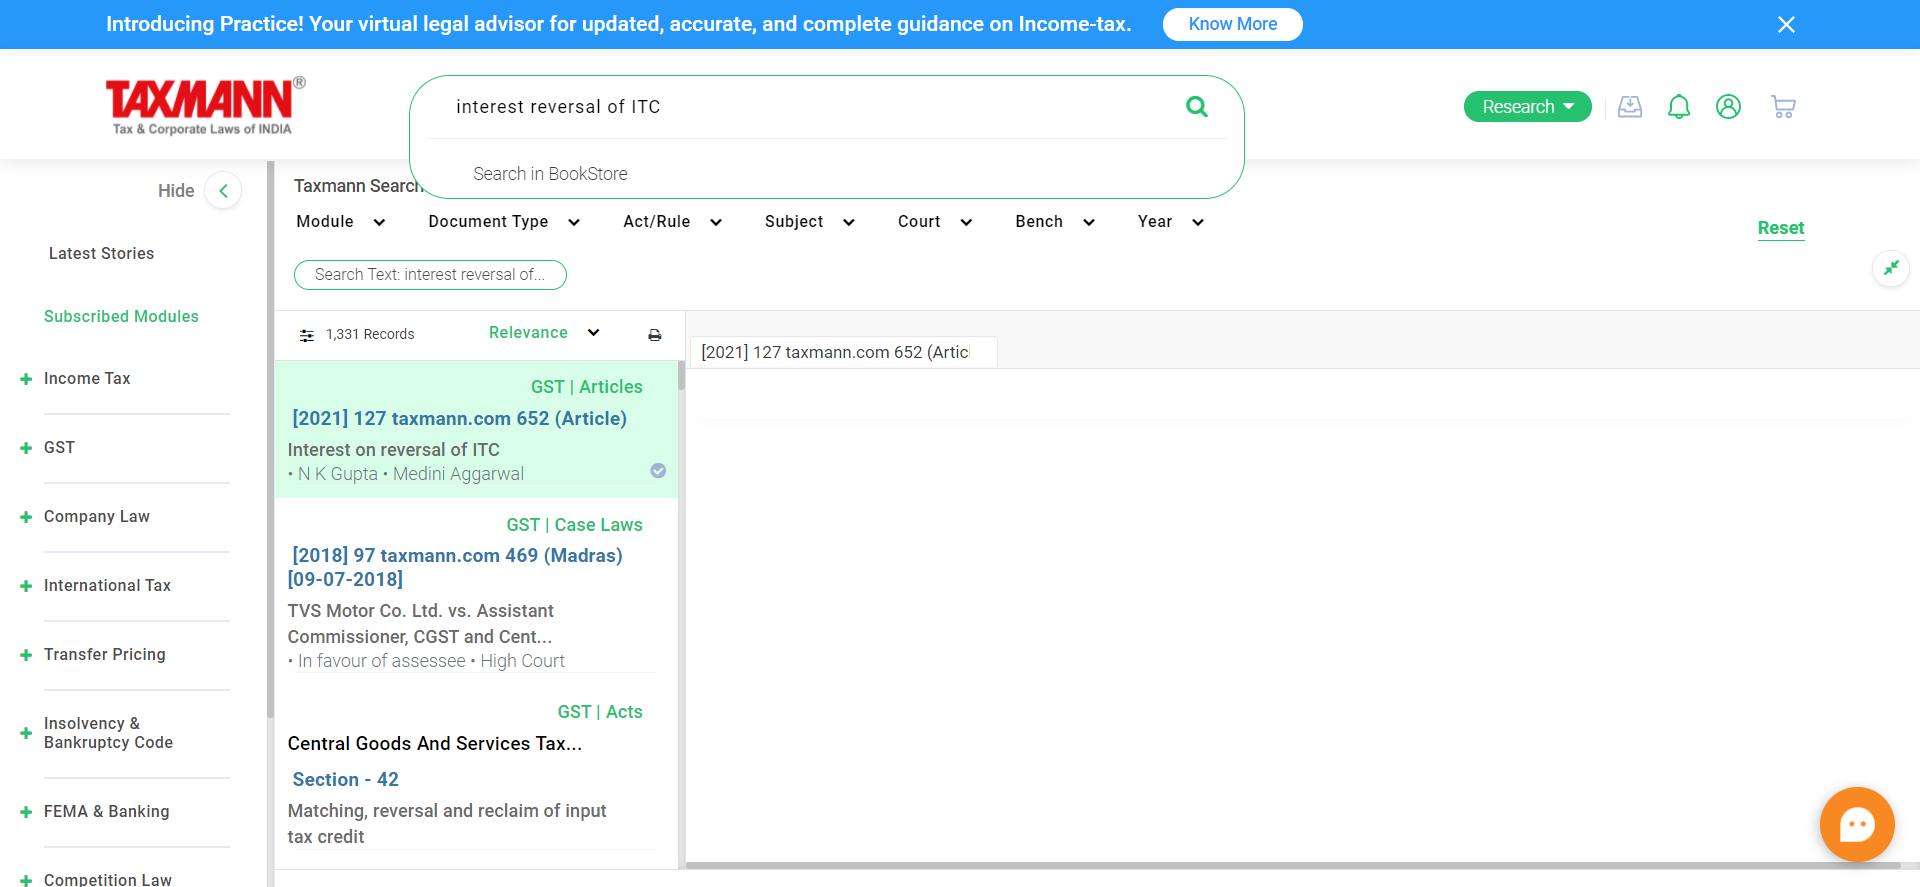 Introducing Practice! Your virtual legal advisor for updated, accurate, and complete guidance on Income-tax.
Know More
TAXMANN®
Tax & Corporate Laws of INDIA
interest reversal of ITC
Search in BookStore
Research
Hide
Latest Stories
Subscribed Modules
Income Tax
GST
Company Law
International Tax
Transfer Pricing
Insolvency &
Bankruptcy Code
FEMA & Banking
Competition Law
Taxmann Search
Module
Document Type
Act/Rule
Subject
Court
Bench
Year
Reset
Search Text: interest reversal of...
1,331 Records
Relevance
GST | Articles
[2021] 127 taxmann.com 652 (Article)
Interest on reversal of ITC
• N K Gupta • Medini Aggarwal
GST | Case Laws
[2018] 97 taxmann.com 469 (Madras)
[09-07-2018]
TVS Motor Co. Ltd. vs. Assistant
Commissioner, CGST and Cent...
• In favour of assessee • High Court
GST | Acts
Central Goods And Services Tax...
Section - 42
Matching, reversal and reclaim of input
tax credit
[2021] 127 taxmann.com 652 (Artic